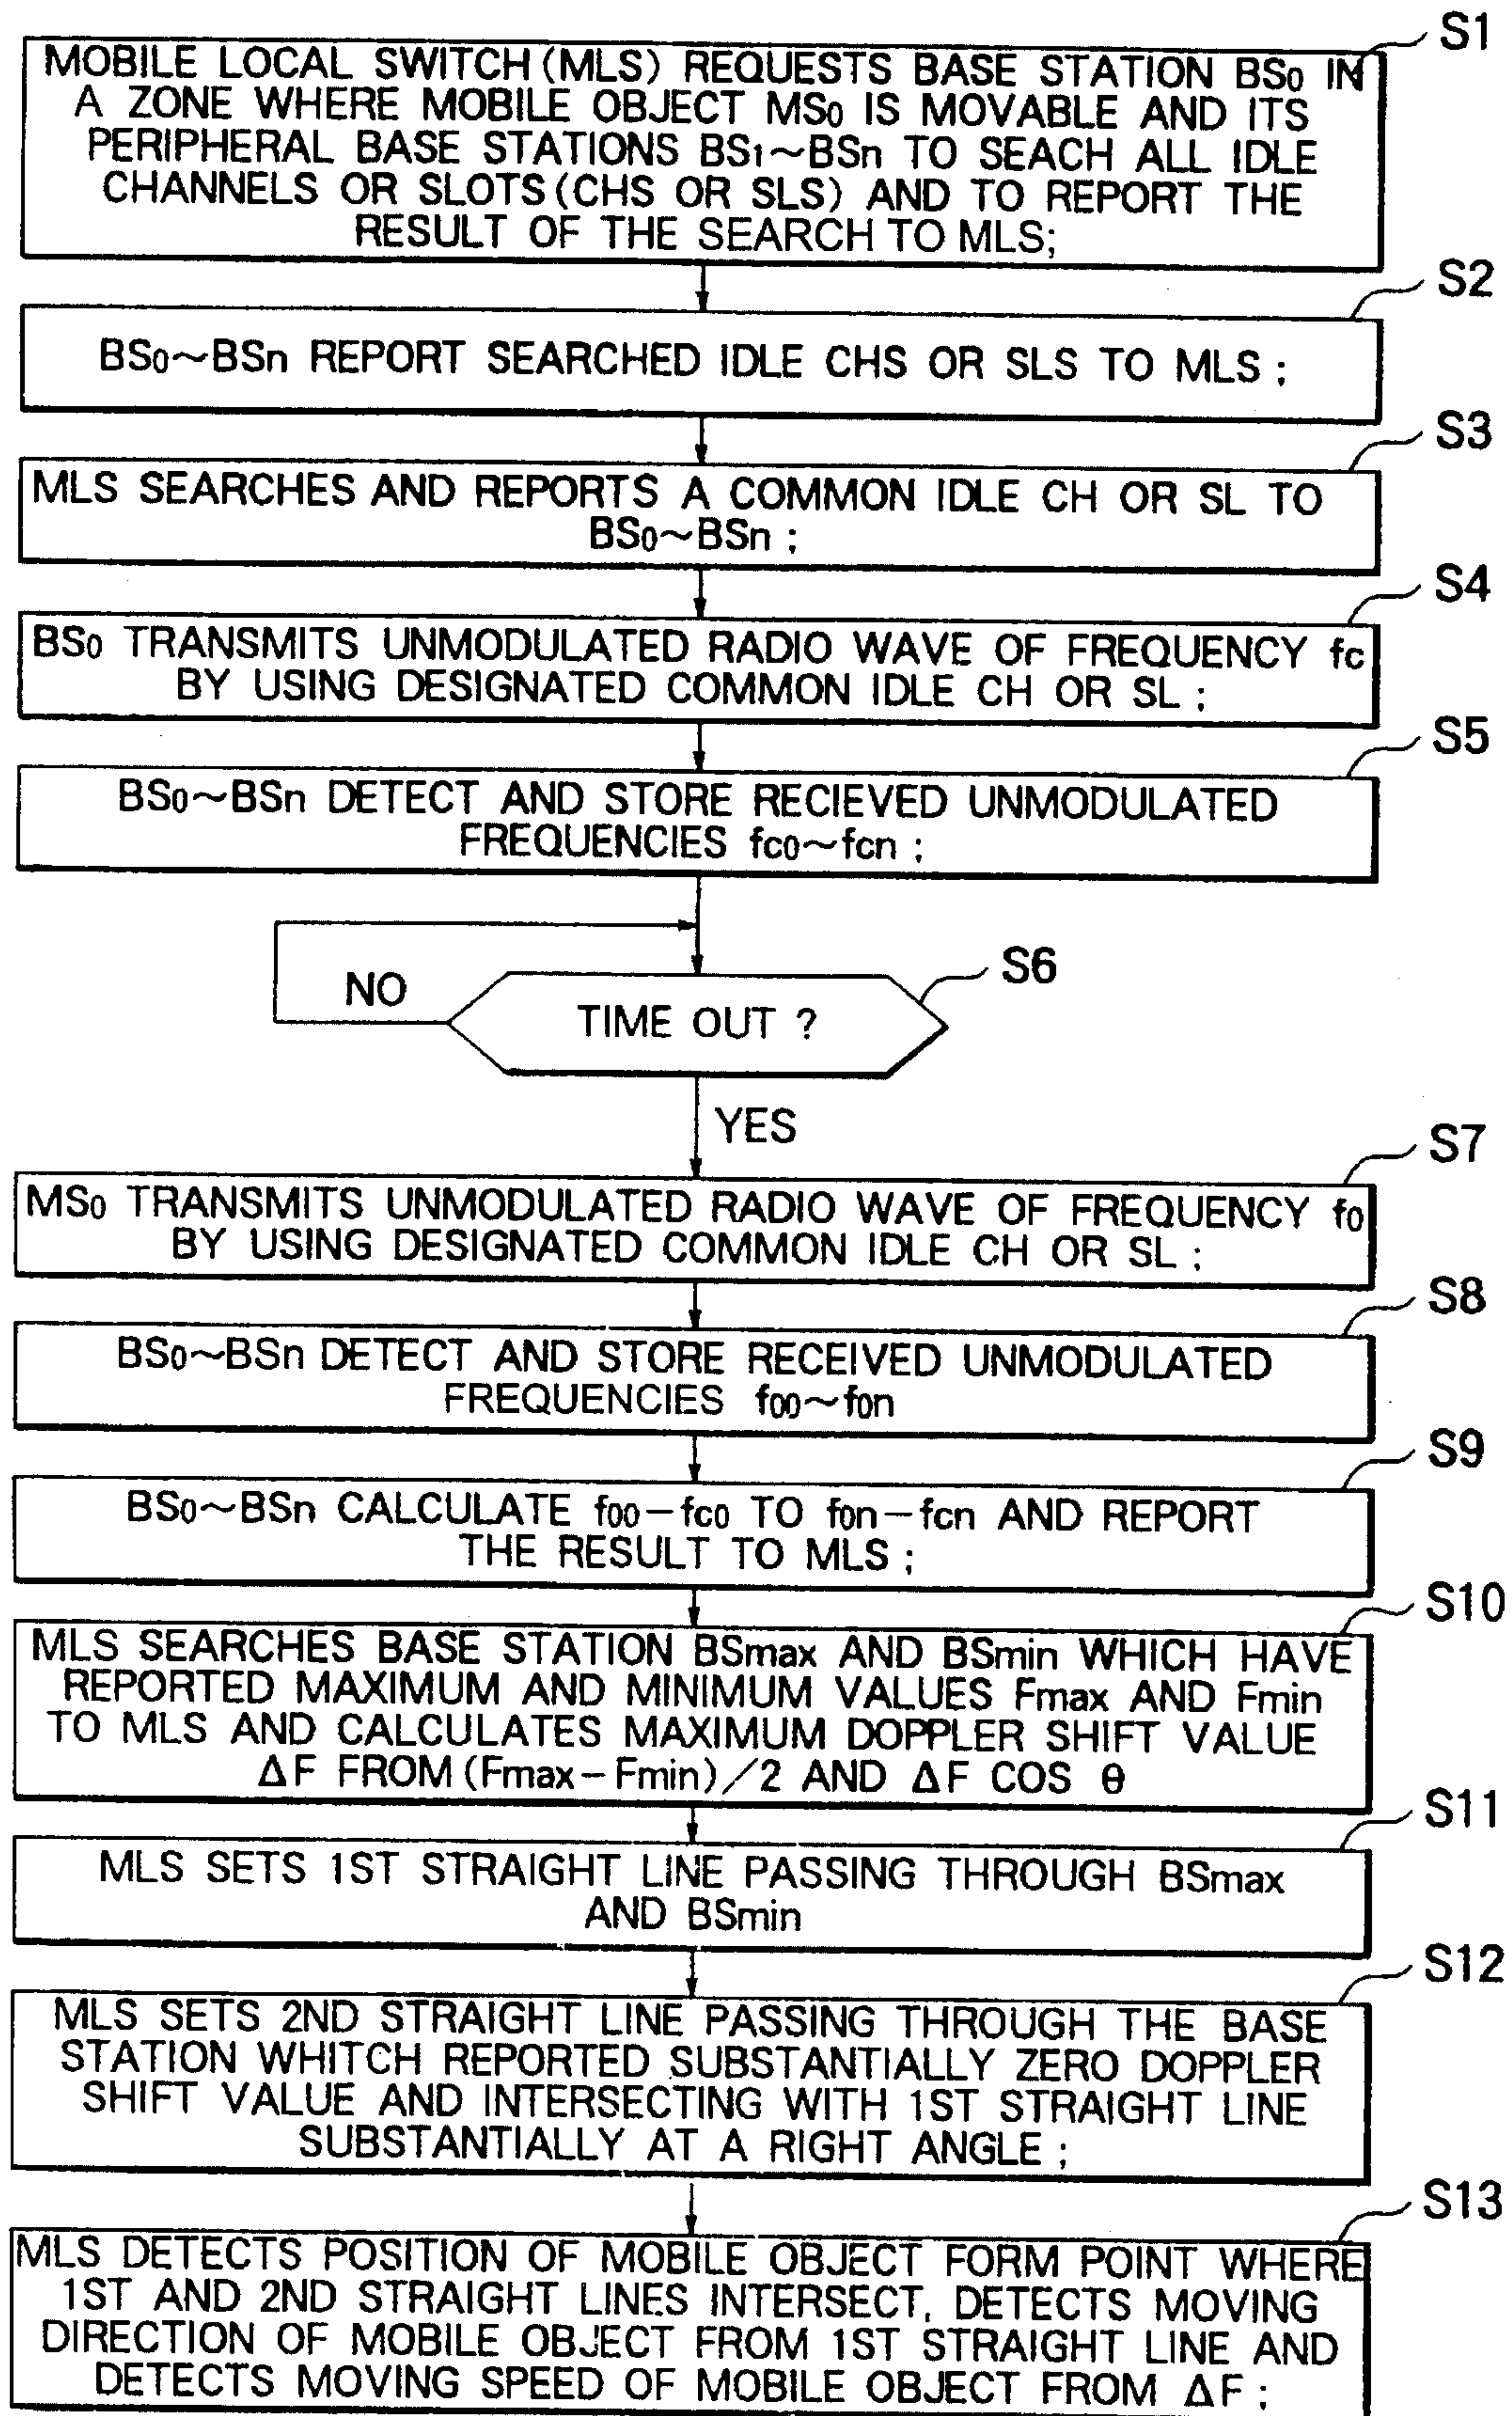 S1
MOBILE LOCAL SWITCH (MLS) REQUESTS BASE STATION BS0 IN
A ZONE WHERE MOBILE OBJECT MS0 IS MOVABLE AND ITS
PERIPHERAL BASE STATIONS BS1~BSn TO SEACH ALL IDLE
CHANNELS OR SLOTS (CHS OR SLS) AND TO REPORT THE
RESULT OF THE SEARCH TO MLS;
S2
BS0~BSn REPORT SEARCHED IDLE CHS OR SLS TO MLS ;
S3
MLS SEARCHES AND REPORTS A COMMON IDLE CH OR SL TO
BS0~BSn ;
S4
BS0 TRANSMITS UNMODULATED RADIO WAVE OF FREQUENCY fc
BY USING DESIGNATED COMMON IDLE CH OR SL ;
S5
BS0~BSn DETECT AND STORE RECIEVED UNMODULATED
FREQUENCIES fc0~fcn ;
S6
NO
TIME OUT ?
YES
S7
MS0 TRANSMITS UNMODULATED RADIO WAVE OF FREQUENCY f0
BY USING DESIGNATED COMMON IDLE CH OR SL ;
S8
BS0~BSn DETECT AND STORE RECEIVED UNMODULATED
FREQUENCIES f00~f0n
S9
BS0~BSn CALCULATE f00-fc0 TO f0n-fcn AND REPORT
THE RESULT TO MLS ;
S10
MLS SEARCHES BASE STATION BSmax AND BSmin WHICH HAVE
REPORTED MAXIMUM AND MINIMUM VALUES Fmax AND Fmin
TO MLS AND CALCULATES MAXIMUM DOPPLER SHIFT VALUE
ΔF FROM (Fmax-Fmin)/2 AND ΔF COS θ
S11
MLS SETS 1ST STRAIGHT LINE PASSING THROUGH BSmax
AND BSmin
S12
MLS SETS 2ND STRAIGHT LINE PASSING THROUGH THE BASE
STATION WHITCH REPORTED SUBSTANTIALLY ZERO DOPPLER
SHIFT VALUE AND INTERSECTING WITH 1ST STRAIGHT LINE
SUBSTANTIALLY AT A RIGHT ANGLE ;
S13
MLS DETECTS POSITION OF MOBILE OBJECT FORM POINT WHERE
1ST AND 2ND STRAIGHT LINES INTERSECT, DETECTS MOVING
DIRECTION OF MOBILE OBJECT FROM 1ST STRAIGHT LINE AND
DETECTS MOVING SPEED OF MOBILE OBJECT FROM ΔF ;